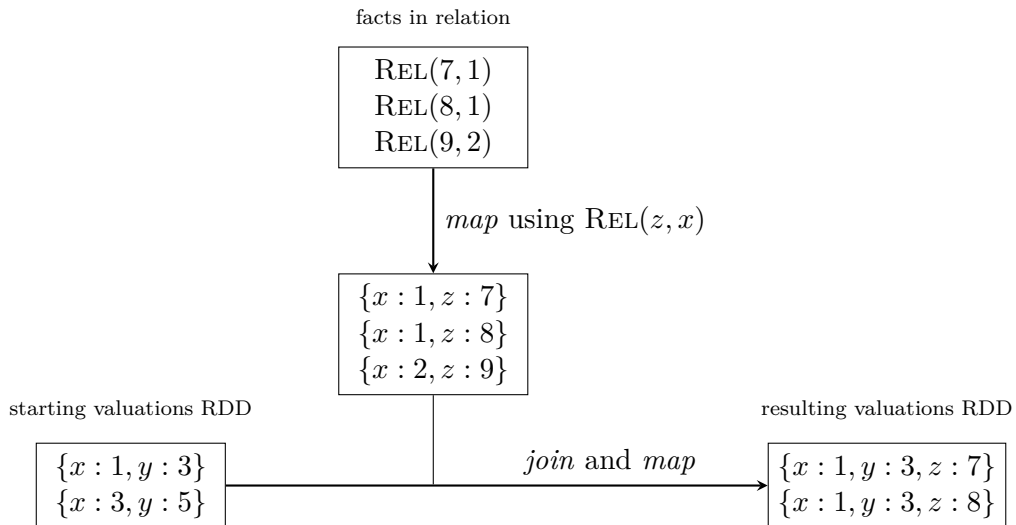 facts in relation
REL(7, 1)
REL(8, 1)
REL(9, 2)
map using REL(z, x)
{x : 1, z : 7}
{x : 1, z : 8}
{x : 2, z : 9}
starting valuations RDD
{x : 1, y : 3}
{x : 3, y : 5}
join and map
resulting valuations RDD
{x : 1, y : 3, z : 7}
{x : 1, y : 3, z : 8}